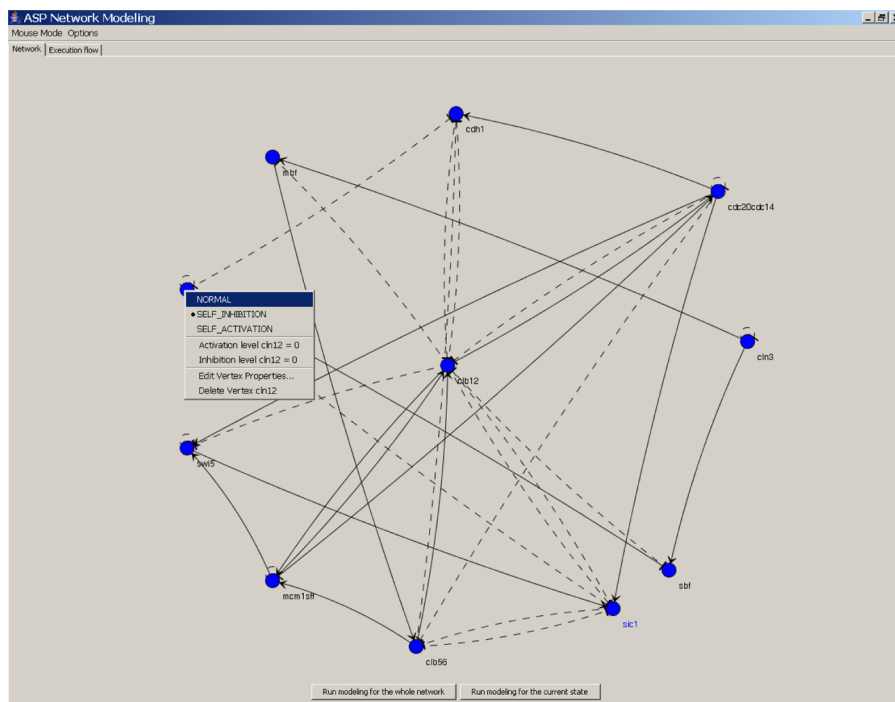 ASP Network Modeling
Mouse Mode Options
Network Execution flow
cdh1
mbf
cdc20cdc14
NORMAL
SELF_INHIBITION
SELF_ACTIVATION
Activation level cln12 = 0
Inhibition level cln12 = 0
Edit Vertex Properties...
Delete Vertex cln12
cln3
clb12
swi5
mcm1sff
sbf
sic1
clb56
Run modeling for the whole network Run modeling for the current state